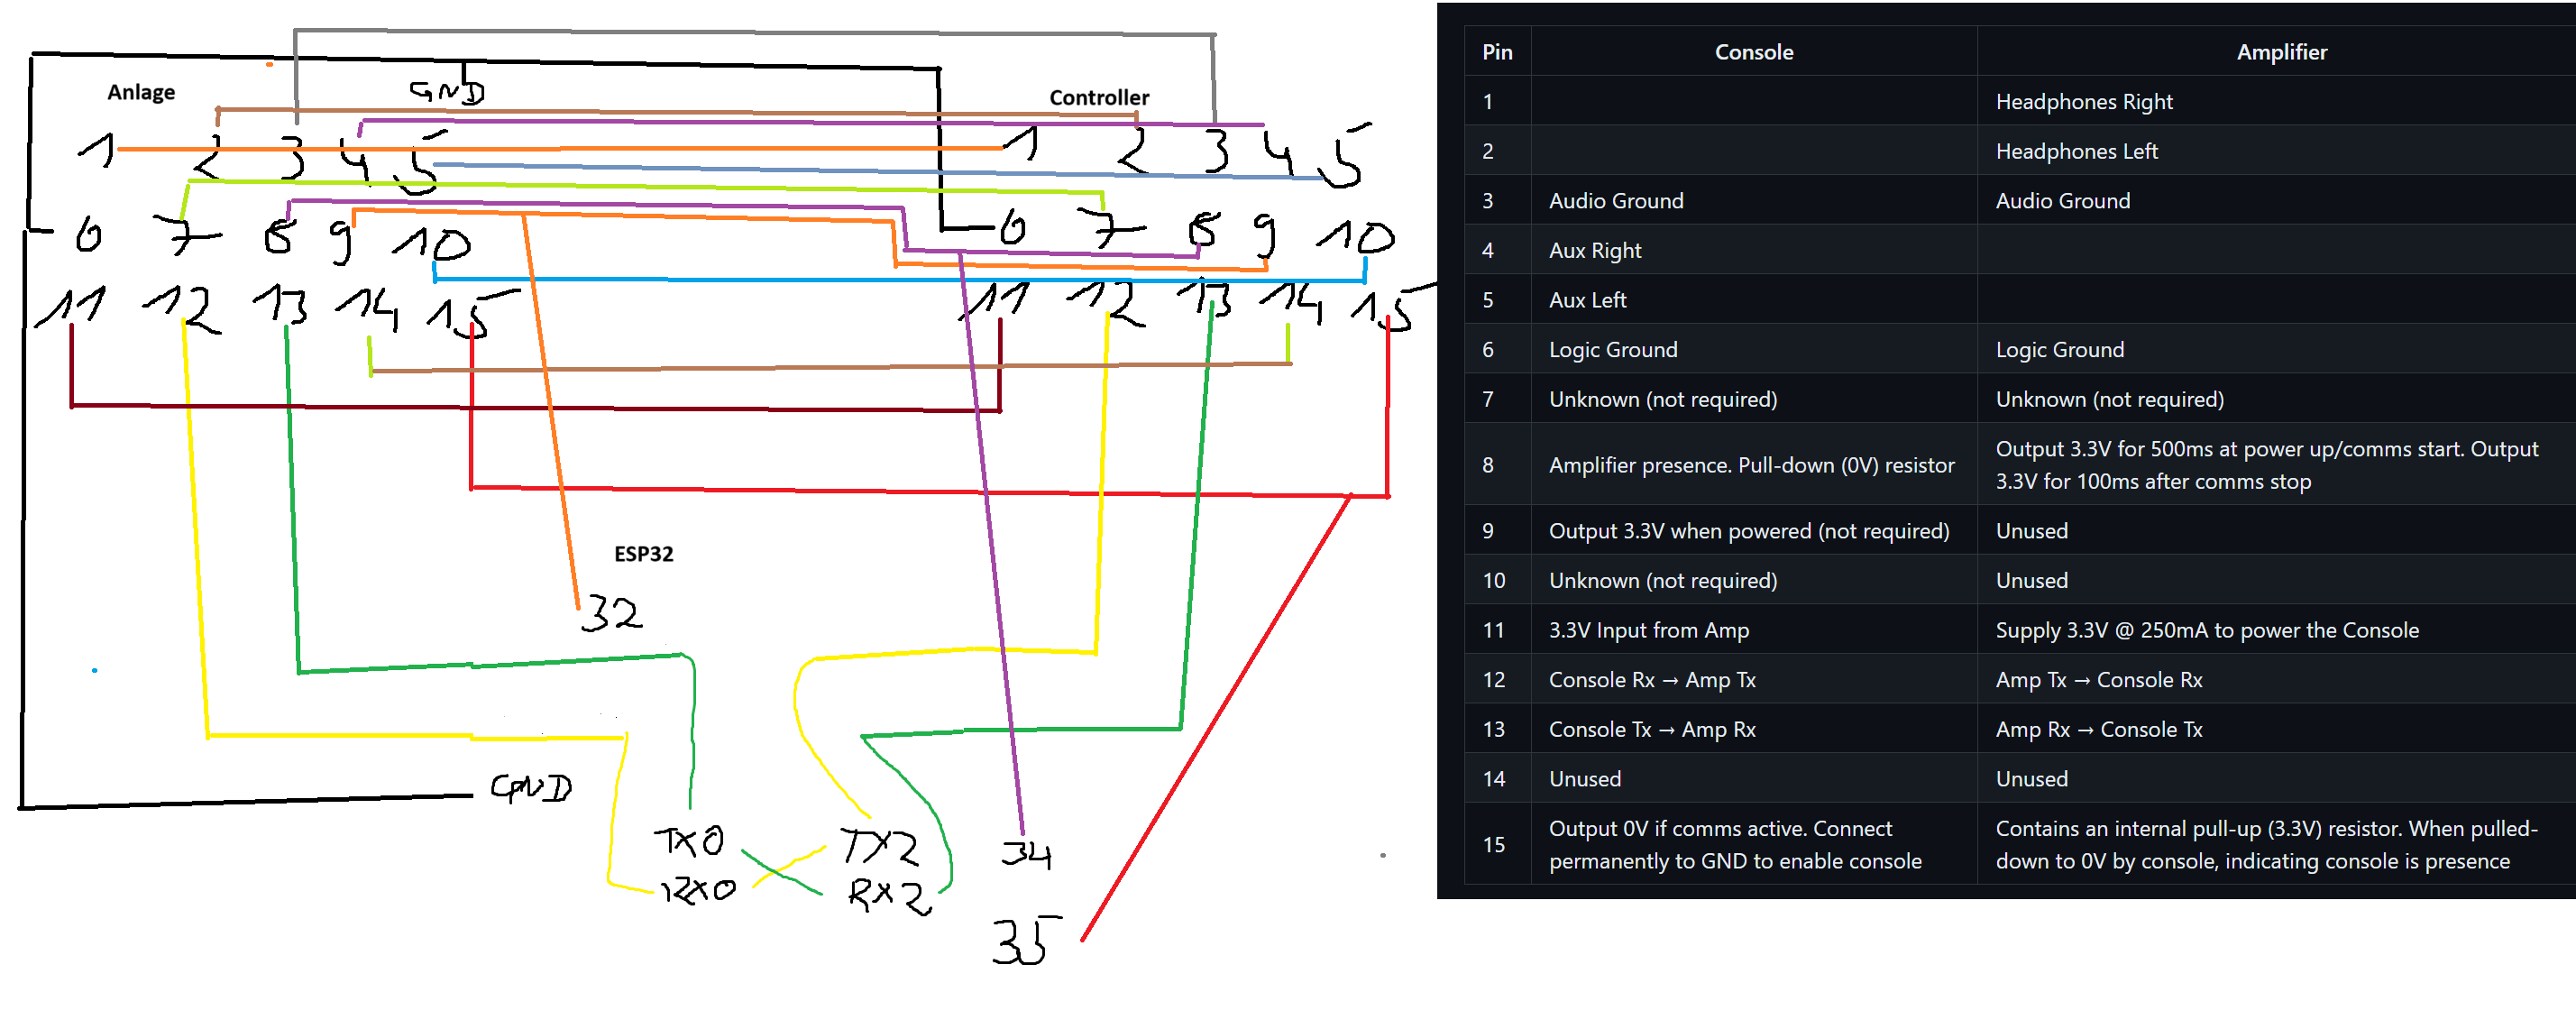 Anlage
GND
Controller
1 2 3 4 5
1 2 3 4 5
6 7 8 9 10
6 7 8 9 10
11 12 13 14 15
11 12 13 14 15
ESP32
32
GND
TX0
TX2
34
RX0
RX2
35
Pin Console Amplifier
1 Headphones Right
2 Headphones Left
3 Audio Ground Audio Ground
4 Aux Right
5 Aux Left
6 Logic Ground Logic Ground
7 Unknown (not required) Unknown (not required)
8 Amplifier presence. Pull-down (0V) resistor Output 3.3V for 500ms at power up/comms start. Output
3.3V for 100ms after comms stop
9 Output 3.3V when powered (not required) Unused
10 Unknown (not required) Unused
11 3.3V Input from Amp Supply 3.3V @ 250mA to power the Console
12 Console Rx → Amp Tx Amp Tx → Console Rx
13 Console Tx → Amp Rx Amp Rx → Console Tx
14 Unused Unused
15 Output 0V if comms active. Connect Contains an internal pull-up (3.3V) resistor. When pulled-
permanently to GND to enable console down to 0V by console, indicating console is presence